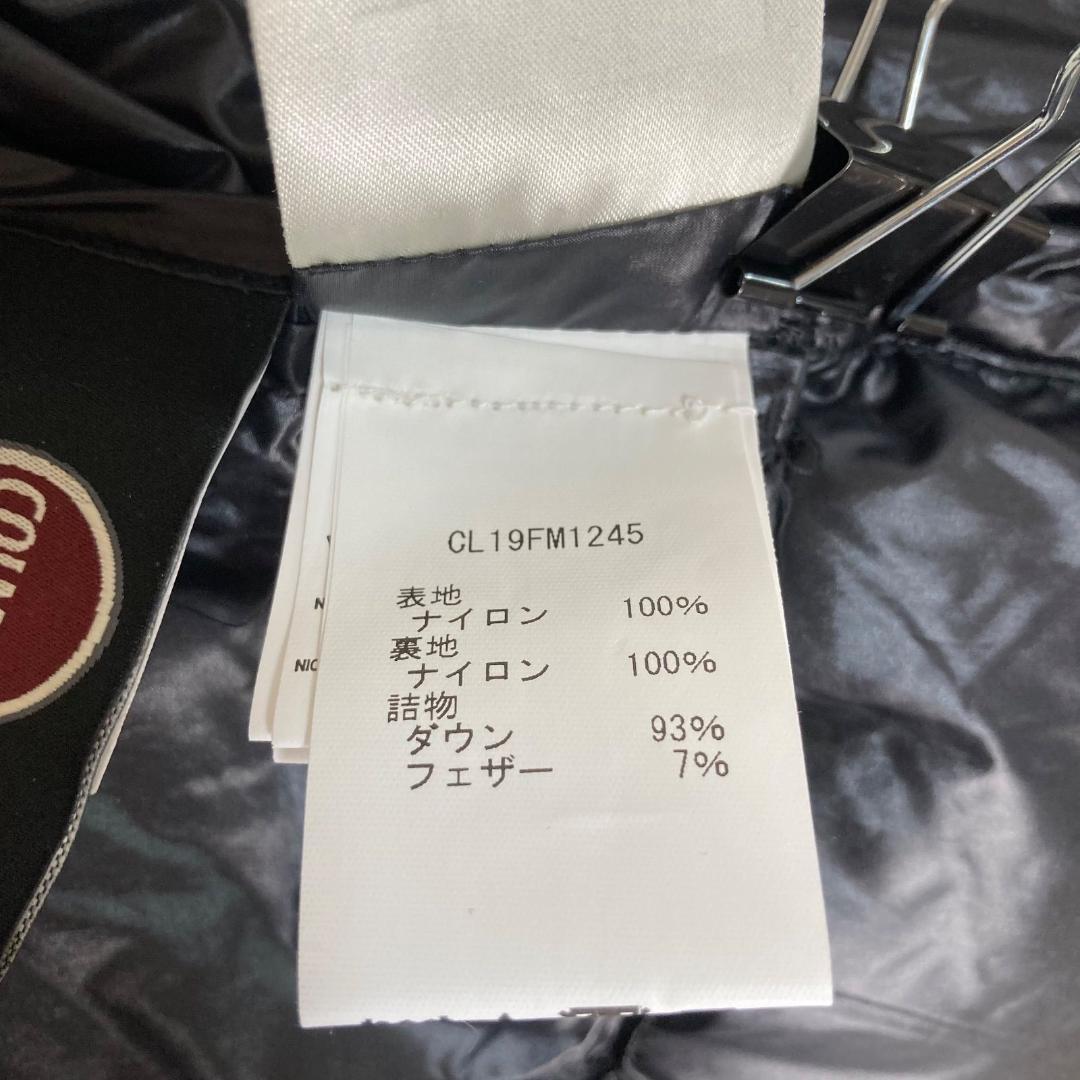 CL19FM1245
表地
ナイロン 100%
裏地
ナイロン 100%
詰物
ダウン 93%
フェザー 7%